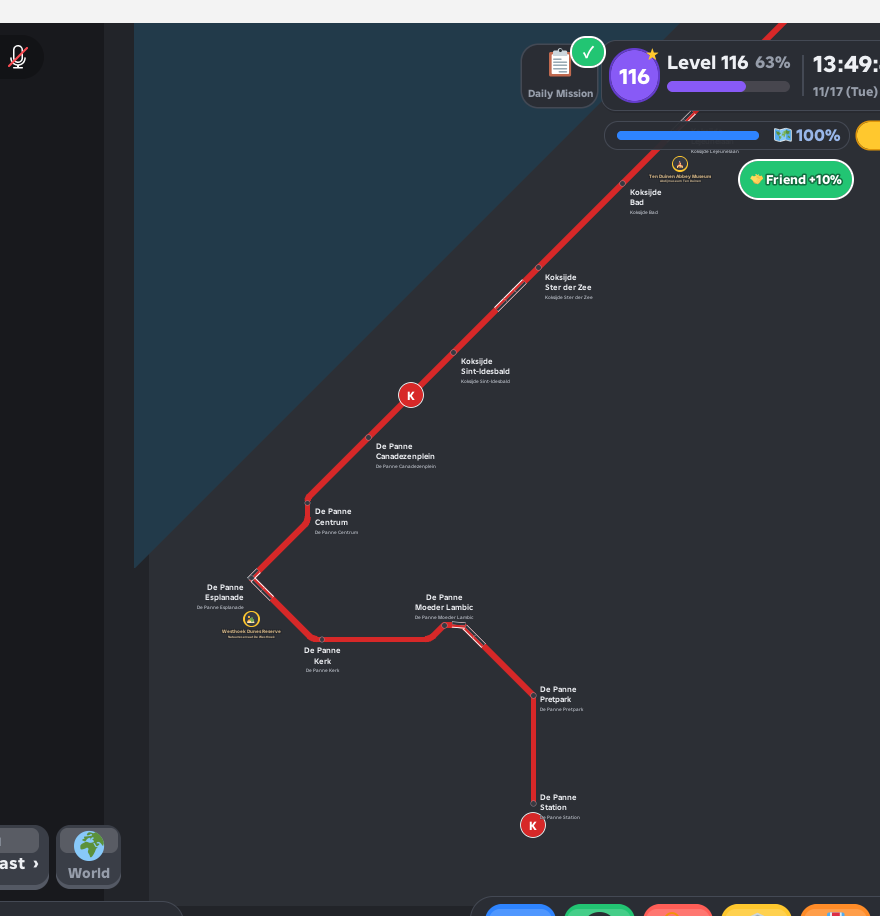 Daily Mission
116
Level 116 63%
13:49:
11/17 (Tue)
100%
Friend +10%
Koksijde Lejeunelaan
Ten Duinen Abbey Museum
Koksijde
Bad
Koksijde Bad
Koksijde
Ster der Zee
Koksijde Ster der Zee
Koksijde
Sint-Idesbald
Koksijde Sint-Idesbald
K
De Panne
Canadezenplein
De Panne Canadezenplein
De Panne
Centrum
De Panne Centrum
De Panne
Esplanade
De Panne Esplanade
Westhoek Dunes Reserve
De Panne
Moeder Lambic
De Panne Moeder Lambic
De Panne
Kerk
De Panne Kerk
De Panne
Pretpark
De Panne Pretpark
De Panne
Station
De Panne Station
K
ast ›
World